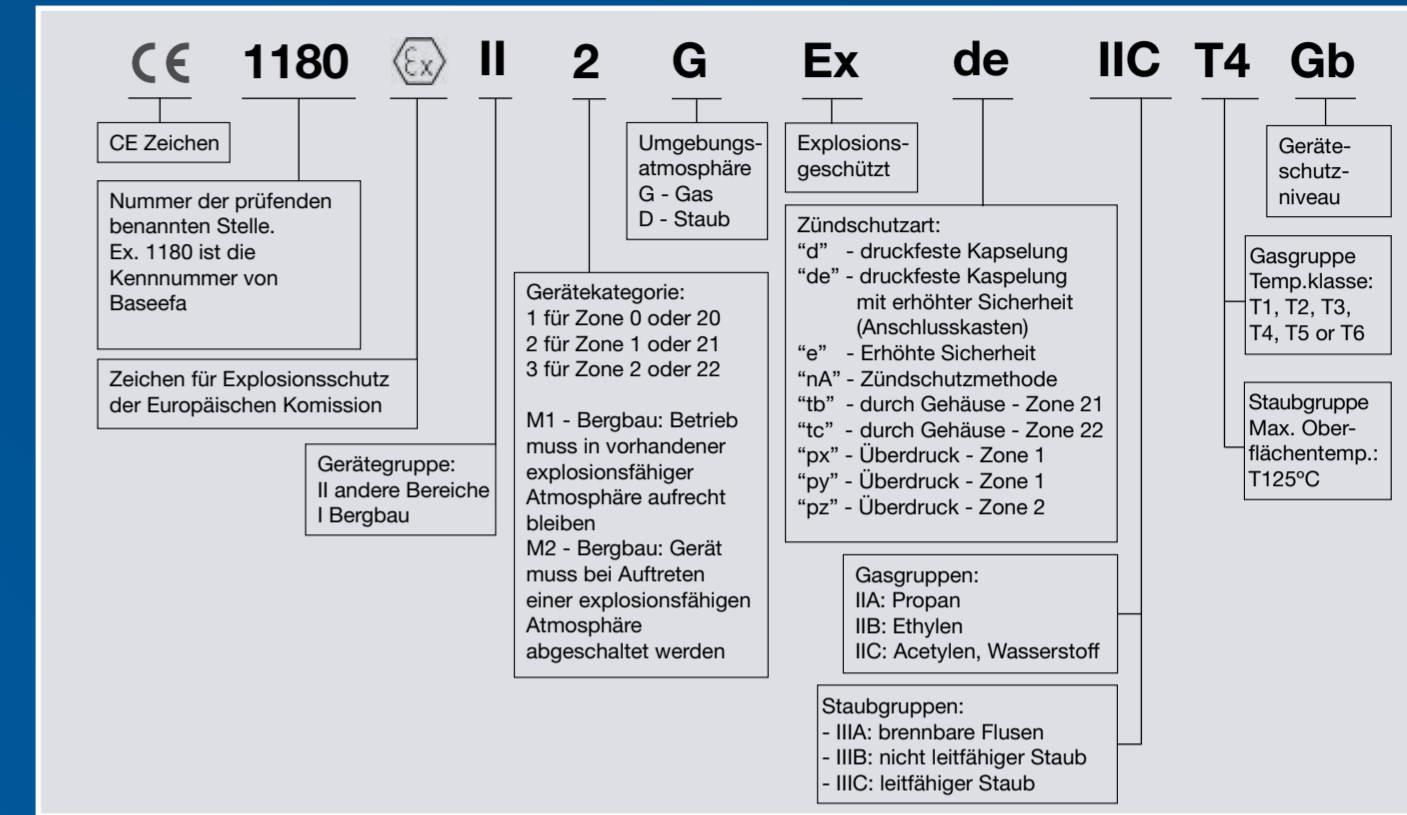 CE 1180 Ex II 2 G Ex de IIC T4 Gb
CE Zeichen
Nummer der prüfenden
benannten Stelle.
Ex. 1180 ist die
Kennnummer von
Baseefa
Zeichen für Explosionsschutz
der Europäischen Komission
Gerätegruppe:
II andere Bereiche
I Bergbau
Gerätekategorie:
1 für Zone 0 oder 20
2 für Zone 1 oder 21
3 für Zone 2 oder 22
M1 - Bergbau: Betrieb
muss in vorhandener
explosionsfähiger
Atmosphäre aufrecht
bleiben
M2 - Bergbau: Gerät
muss bei Auftreten
einer explosionsfähigen
Atmosphäre
abgeschaltet werden
Umgebungs-
atmosphäre
G - Gas
D - Staub
Explosions-
geschützt
Zündschutzart:
“d” - druckfeste Kapselung
“de” - druckfeste Kaspelung
mit erhöhter Sicherheit
(Anschlusskasten)
“e” - Erhöhte Sicherheit
“nA” - Zündschutzmethode
“tb” - durch Gehäuse - Zone 21
“tc” - durch Gehäuse - Zone 22
“px” - Überdruck - Zone 1
“py” - Überdruck - Zone 1
“pz” - Überdruck - Zone 2
Gasgruppen:
IIA: Propan
IIB: Ethylen
IIC: Acetylen, Wasserstoff
Staubgruppen:
- IIIA: brennbare Flusen
- IIIB: nicht leitfähiger Staub
- IIIC: leitfähiger Staub
Geräte-
schutz-
niveau
Gasgruppe
Temp.klasse:
T1, T2, T3,
T4, T5 or T6
Staubgruppe
Max. Ober-
flächentemp.:
T125ºC